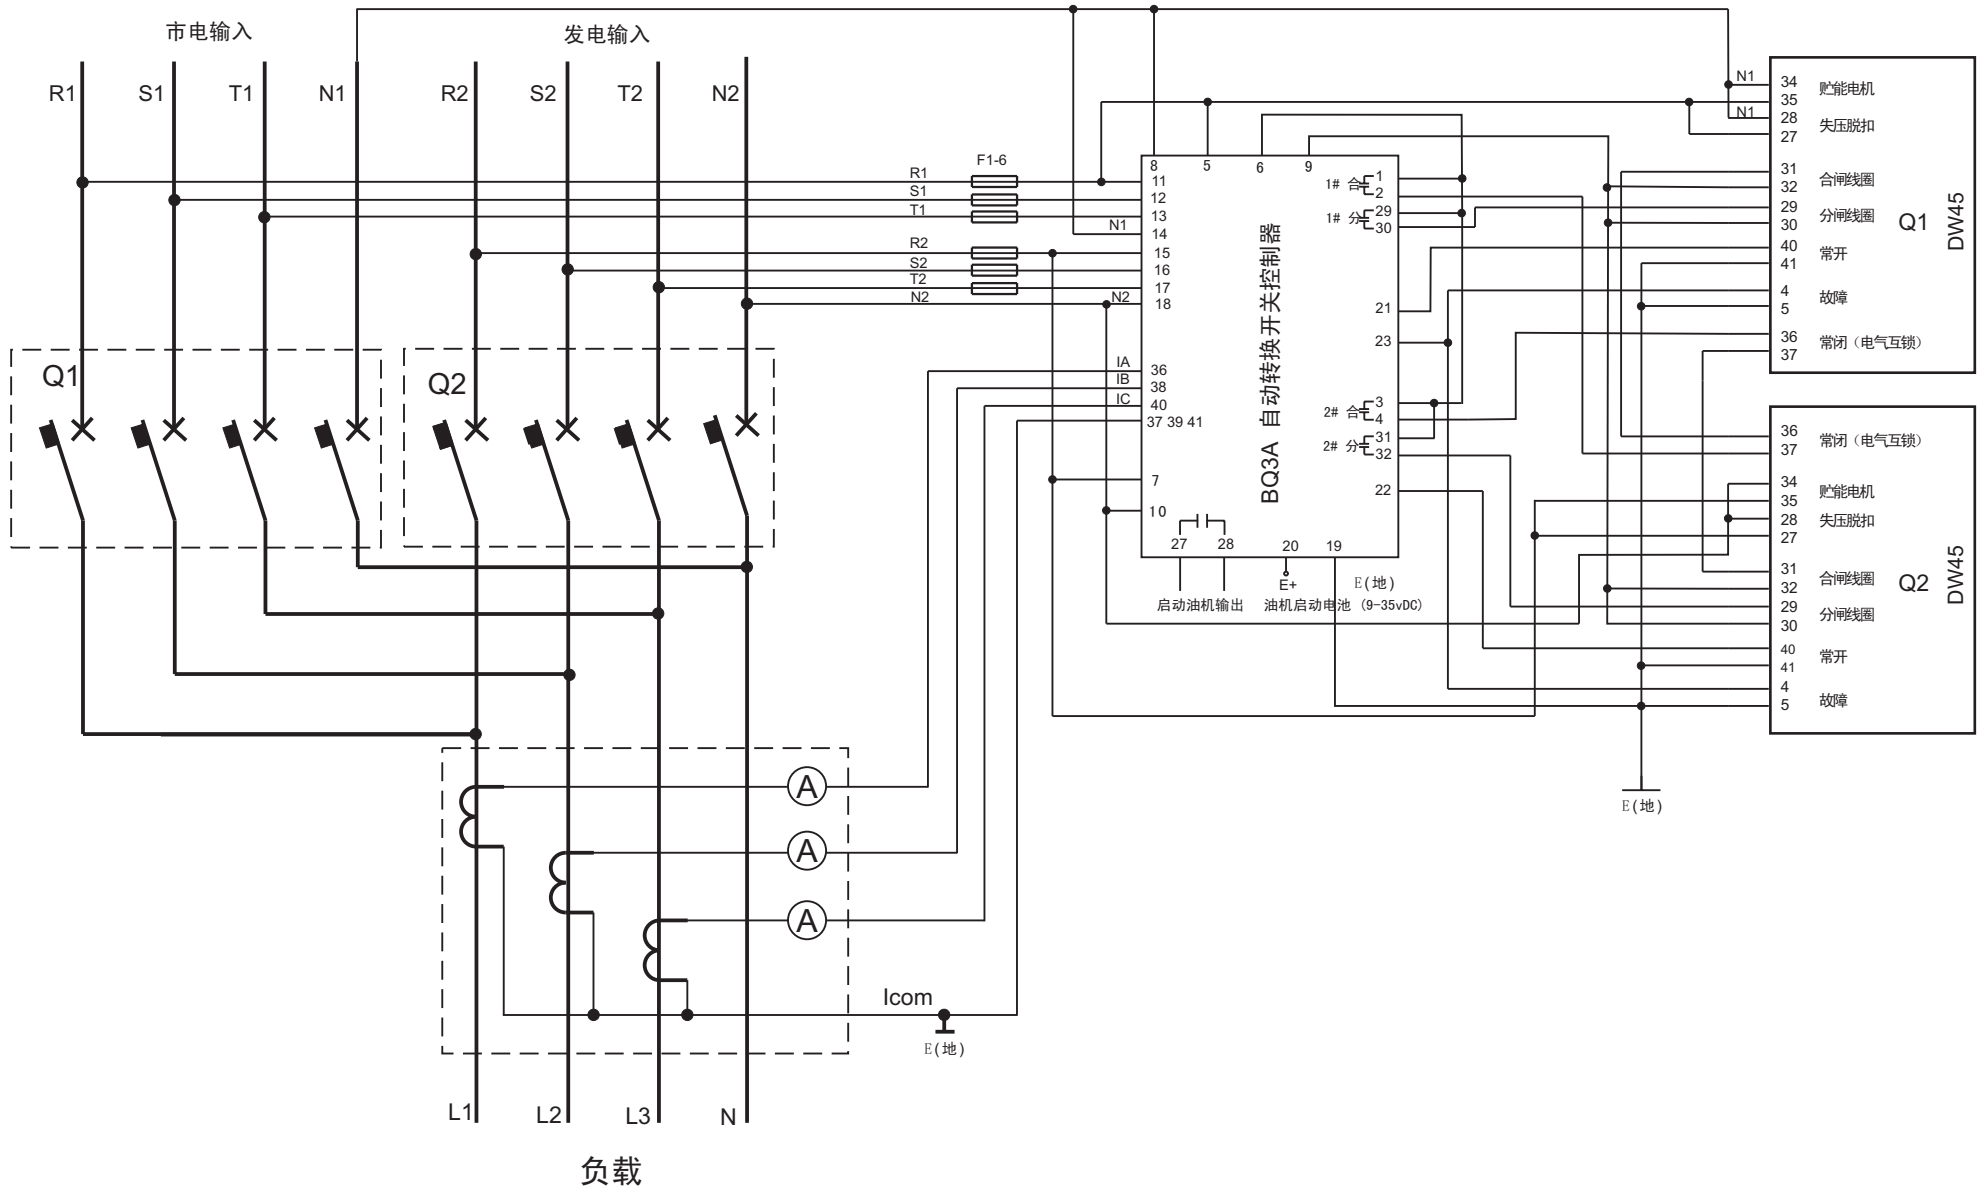 市电输入
发电输入
R1
S1
T1
N1
R2
S2
T2
N2
F1-6
R1
S1
T1
N1
R2
S2
T2
N2
N2
IA
IB
IC
8
5
6
9
11
12
13
14
15
16
17
18
36
38
40
37 39 41
7
10
BQ3A 自动转换开关控制器
1# 合
1
2
1# 分
29
30
21
23
2# 合
3
4
2# 分
31
32
22
27
28
20
19
E+
E(地)
启动油机输出
油机启动电池 (9-35vDC)
N1
N1
34
35
贮能电机
28
27
失压脱扣
31
32
合闸线圈
29
30
分闸线圈
40
41
常开
4
5
故障
36
37
常闭（电气互锁）
Q1
DW45
36
37
常闭（电气互锁）
34
35
贮能电机
28
27
失压脱扣
31
32
合闸线圈
29
30
分闸线圈
40
41
常开
4
5
故障
Q2
DW45
E(地)
Q1
Q2
A
A
A
Icom
E(地)
L1
L2
L3
N
负载